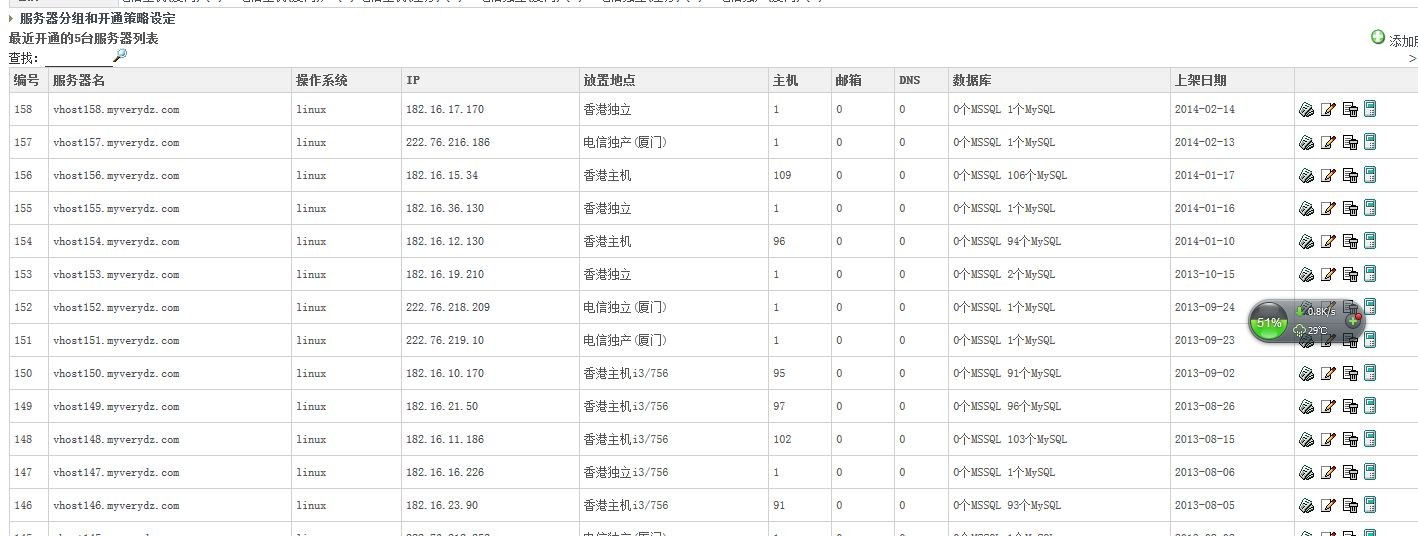 服务器分组和开通策略设定
最近开通的5台服务器列表
添加
查找：
>
编号 服务器名 操作系统 IP 放置地点 主机 邮箱 DNS 数据库 上架日期
158 vhost158.myverydz.com linux 182.16.17.170 香港独立 1 0 0 0个MSSQL 1个MySQL 2014-02-14
157 vhost157.myverydz.com linux 222.76.216.186 电信独产(厦门) 1 0 0 0个MSSQL 1个MySQL 2014-02-13
156 vhost156.myverydz.com linux 182.16.15.34 香港主机 109 0 0 0个MSSQL 106个MySQL 2014-01-17
155 vhost155.myverydz.com linux 182.16.36.130 香港独立 1 0 0 0个MSSQL 1个MySQL 2014-01-16
154 vhost154.myverydz.com linux 182.16.12.130 香港主机 96 0 0 0个MSSQL 94个MySQL 2014-01-10
153 vhost153.myverydz.com linux 182.16.19.210 香港独立 1 0 0 0个MSSQL 2个MySQL 2013-10-15
152 vhost152.myverydz.com linux 222.76.218.209 电信独立(厦门) 1 0 0 0个MSSQL 1个MySQL 2013-09-24
51% 0.8K/s
29℃
151 vhost151.myverydz.com linux 222.76.219.10 电信独产(厦门) 1 0 0 0个MSSQL 1个MySQL 2013-09-23
150 vhost150.myverydz.com linux 182.16.10.170 香港主机i3/756 95 0 0 0个MSSQL 91个MySQL 2013-09-02
149 vhost149.myverydz.com linux 182.16.21.50 香港主机i3/756 97 0 0 0个MSSQL 96个MySQL 2013-08-26
148 vhost148.myverydz.com linux 182.16.11.186 香港主机i3/756 102 0 0 0个MSSQL 103个MySQL 2013-08-15
147 vhost147.myverydz.com linux 182.16.16.226 香港独立i3/756 1 0 0 0个MSSQL 1个MySQL 2013-08-06
146 vhost146.myverydz.com linux 182.16.23.90 香港主机i3/756 91 0 0 0个MSSQL 93个MySQL 2013-08-05